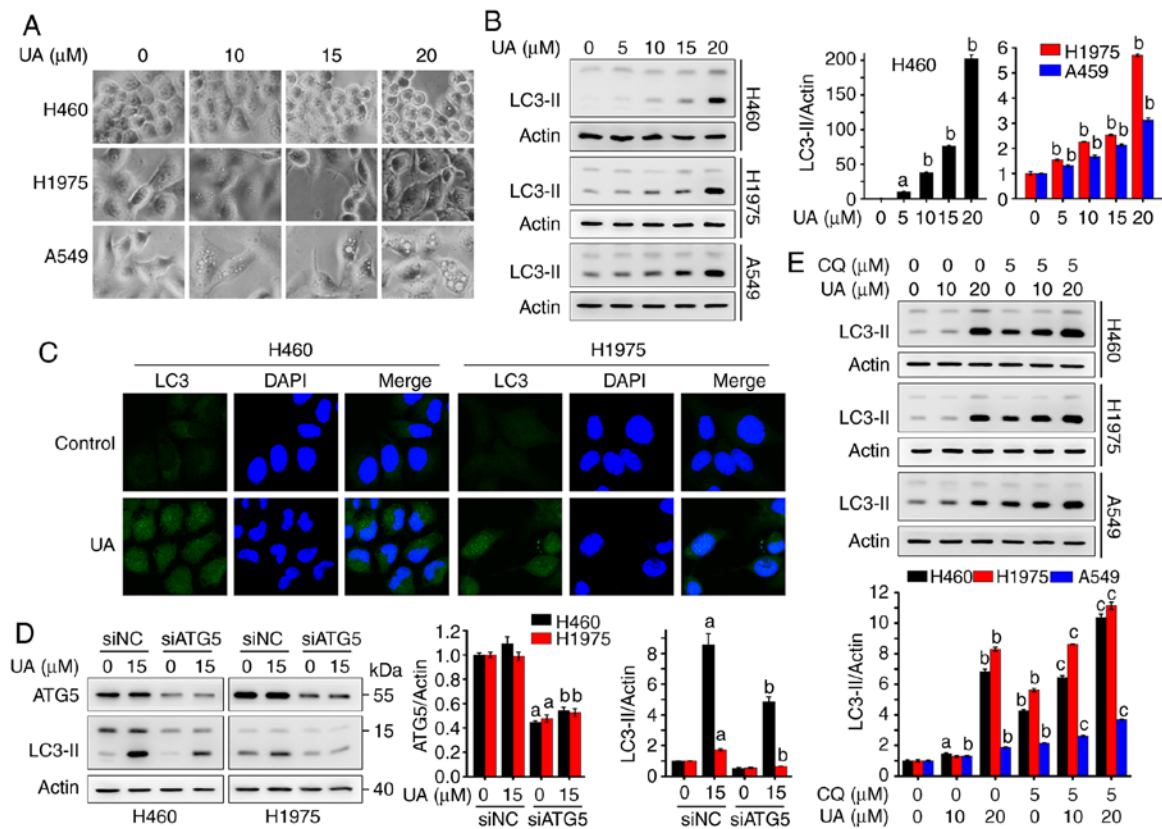 A
UA (μM)
0 10 15 20
H460
H1975
A549
B
UA (μM) 0 5 10 15 20
LC3-II
Actin
H460
LC3-II
Actin
H1975
LC3-II
Actin
A549
LC3-II/Actin
200
150
100
50
0
H460
a b b b
UA (μM) 0 5 10 15 20
6
5
4
3
2
1
0
H1975
A459
b b b b b b b b
0 5 10 15 20
C
H460 H1975
LC3 DAPI Merge LC3 DAPI Merge
Control
UA
D
siNC siATG5 siNC siATG5
UA (μM) 0 15 0 15 0 15 0 15 kDa
ATG5 55
15
LC3-II
Actin 40
H460 H1975
ATG5/Actin
1.2
1.0
0.8
0.6
0.4
0.2
0.0
H460
H1975
a a b b
UA (μM) 0 15 0 15
siNC siATG5
LC3-II/Actin
8
6
4
2
0
a a b b
0 15 0 15
siNC siATG5
E
CQ (μM) 0 0 0 5 5 5
UA (μM) 0 10 20 0 10 20
LC3-II
Actin
H460
LC3-II
Actin
H1975
LC3-II
Actin
A549
H460 H1975 A549
LC3-II/Actin
12
10
8
6
4
2
0
a b b b b b b c c c c c c
CQ (μM) 0 0 0 5 5 5
UA (μM) 0 10 20 0 10 20